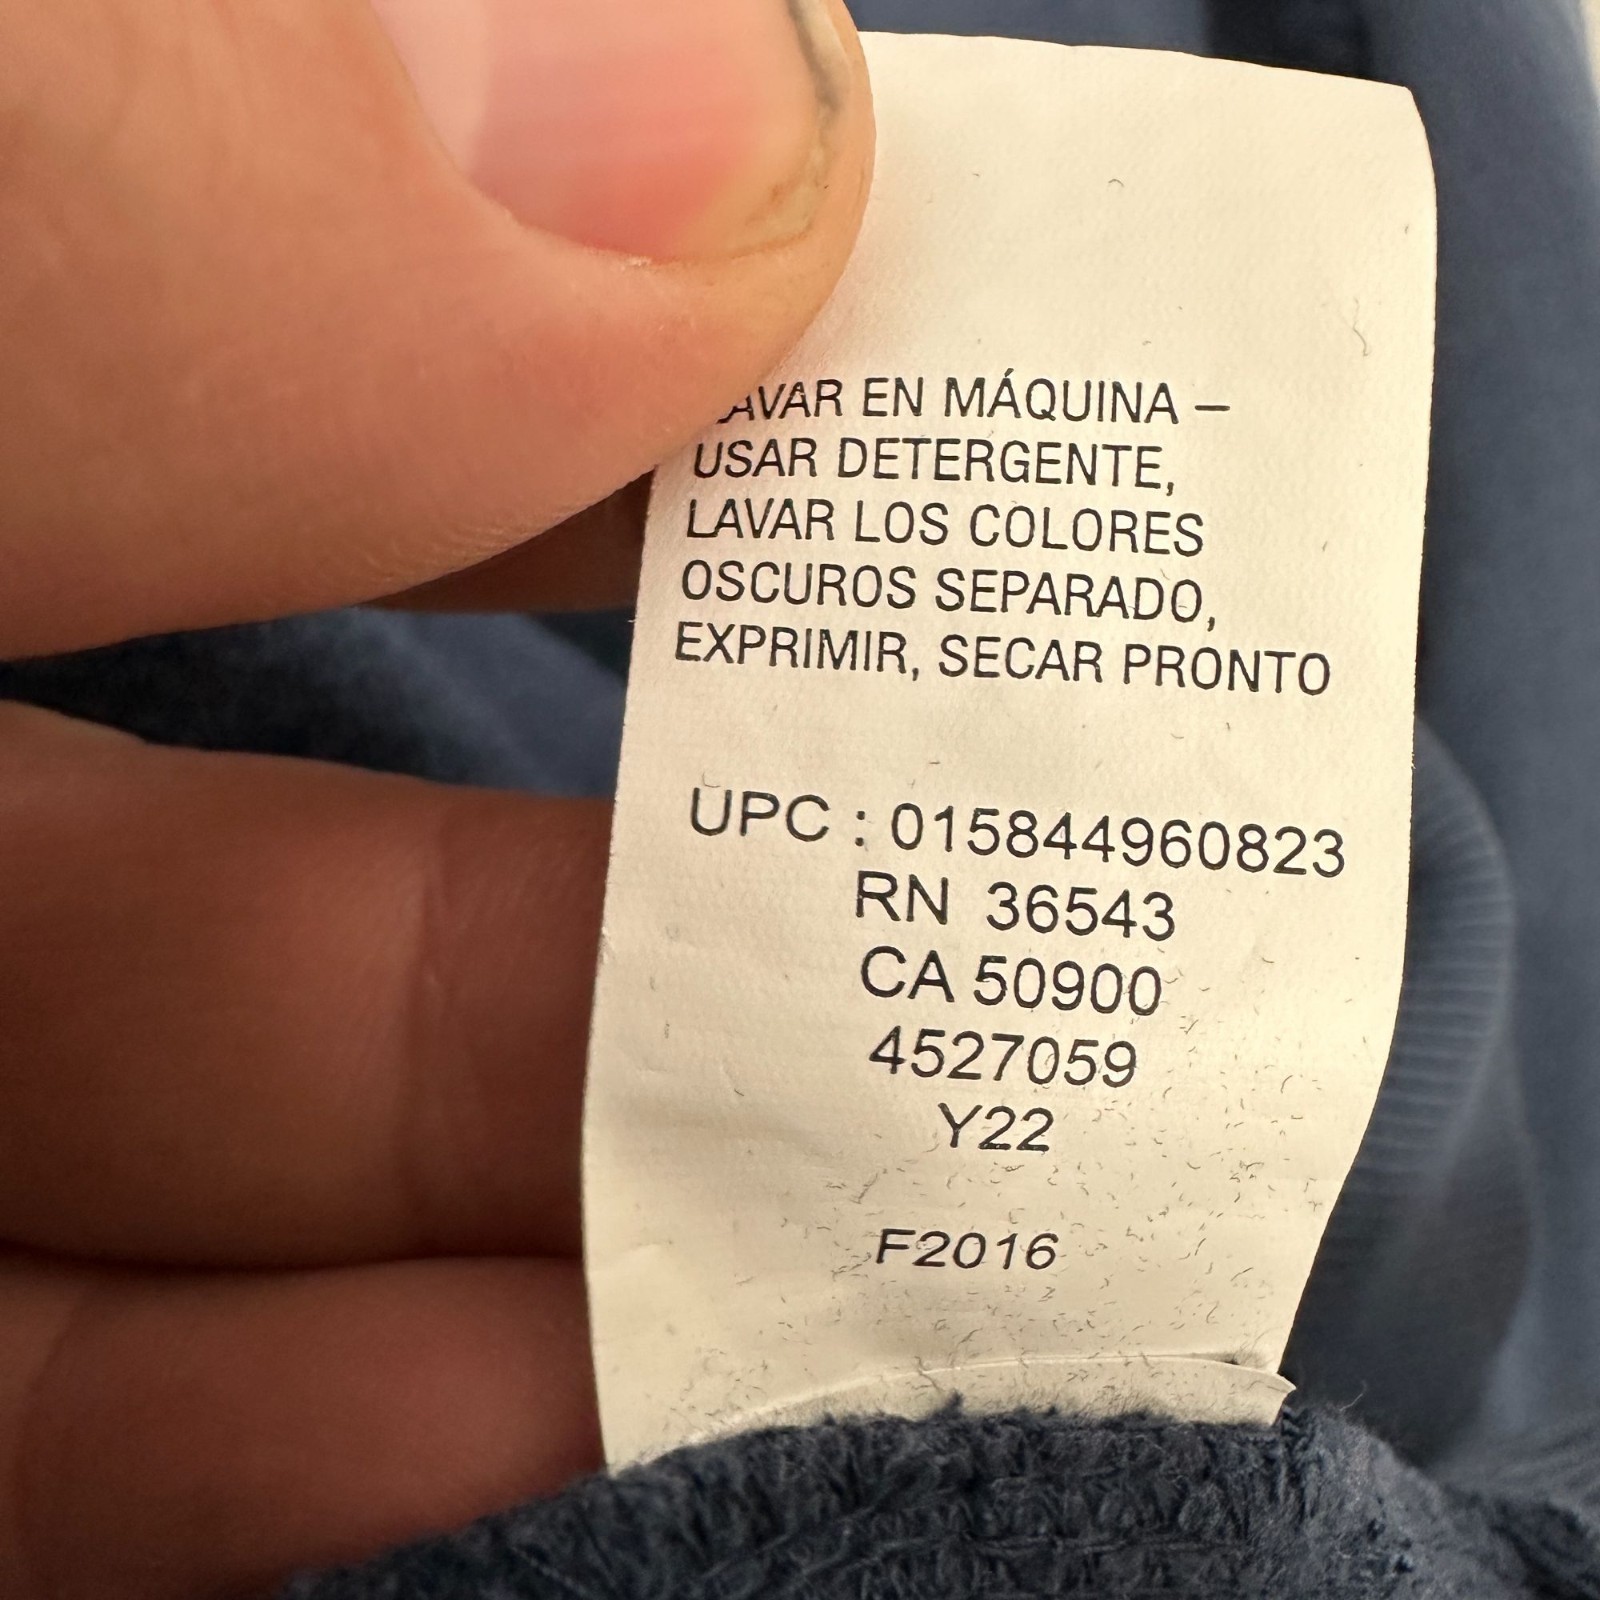 LAVAR EN MÁQUINA –
USAR DETERGENTE,
LAVAR LOS COLORES
OSCUROS SEPARADO,
EXPRIMIR, SECAR PRONTO
UPC : 015844960823
RN 36543
CA 50900
4527059
Y22
F2016